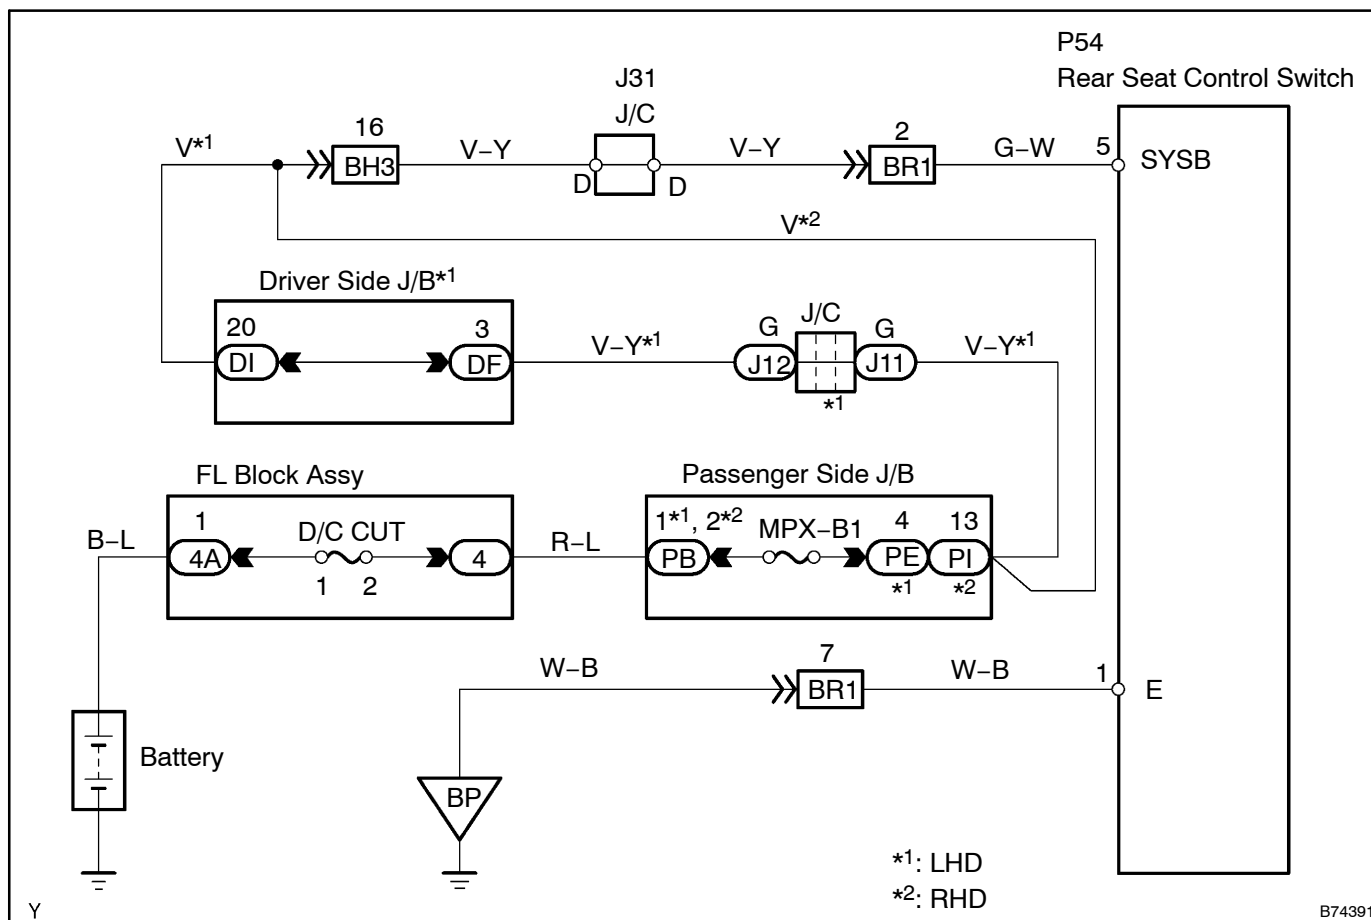 P54
Rear Seat Control Switch
J31
J/C
V*1
16
BH3
V–Y
D
D
V–Y
2
BR1
G–W
5
SYSB
V*2
Driver Side J/B*1
20
DI
3
DF
V–Y*1
G
J12
J/C
*1
G
J11
V–Y*1
FL Block Assy
B–L
1
4A
D/C CUT
1 2
4
R–L
Passenger Side J/B
1*1, 2*2
PB
MPX–B1
4
PE
*1
13
PI
*2
W–B
7
BR1
W–B
1
E
Battery
BP
*1: LHD
*2: RHD
Y
B74391